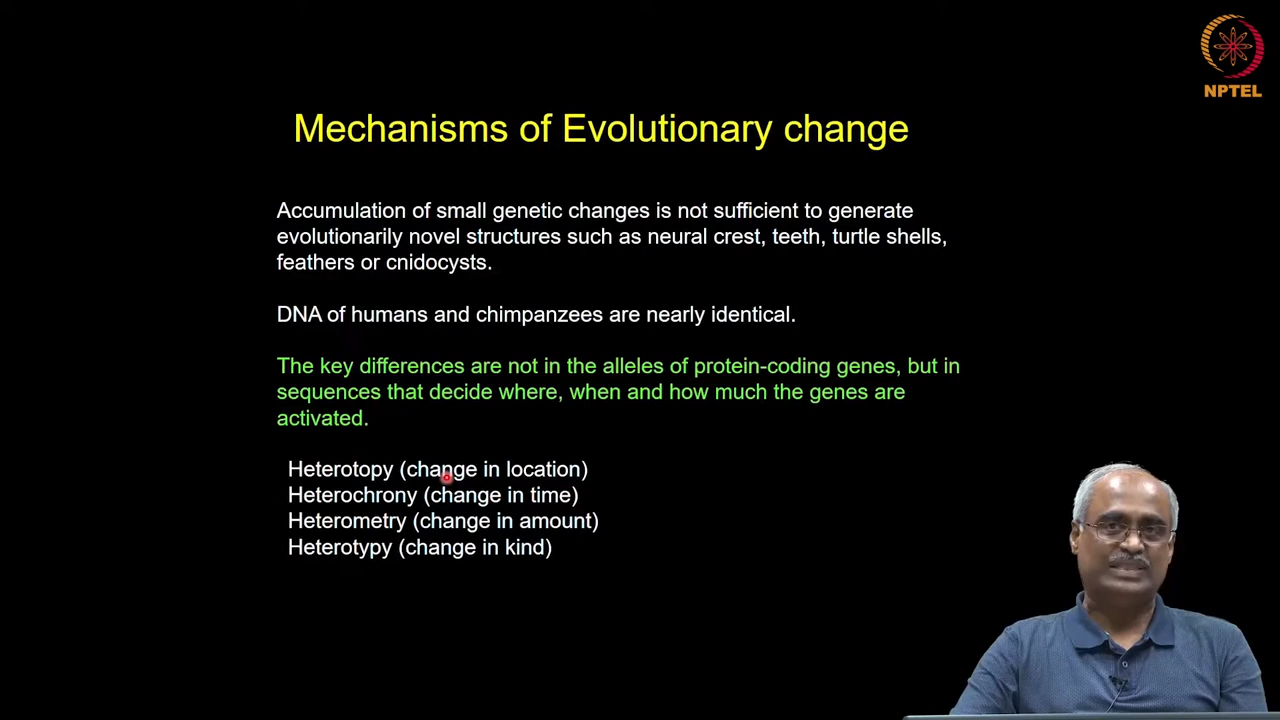 NPTEL
Mechanisms of Evolutionary change
Accumulation of small genetic changes is not sufficient to generate
evolutionarily novel structures such as neural crest, teeth, turtle shells,
feathers or cnidocysts.
DNA of humans and chimpanzees are nearly identical.
The key differences are not in the alleles of protein-coding genes, but in
sequences that decide where, when and how much the genes are
activated.
Heterotopy (change in location)
Heterochrony (change in time)
Heterometry (change in amount)
Heterotypy (change in kind)